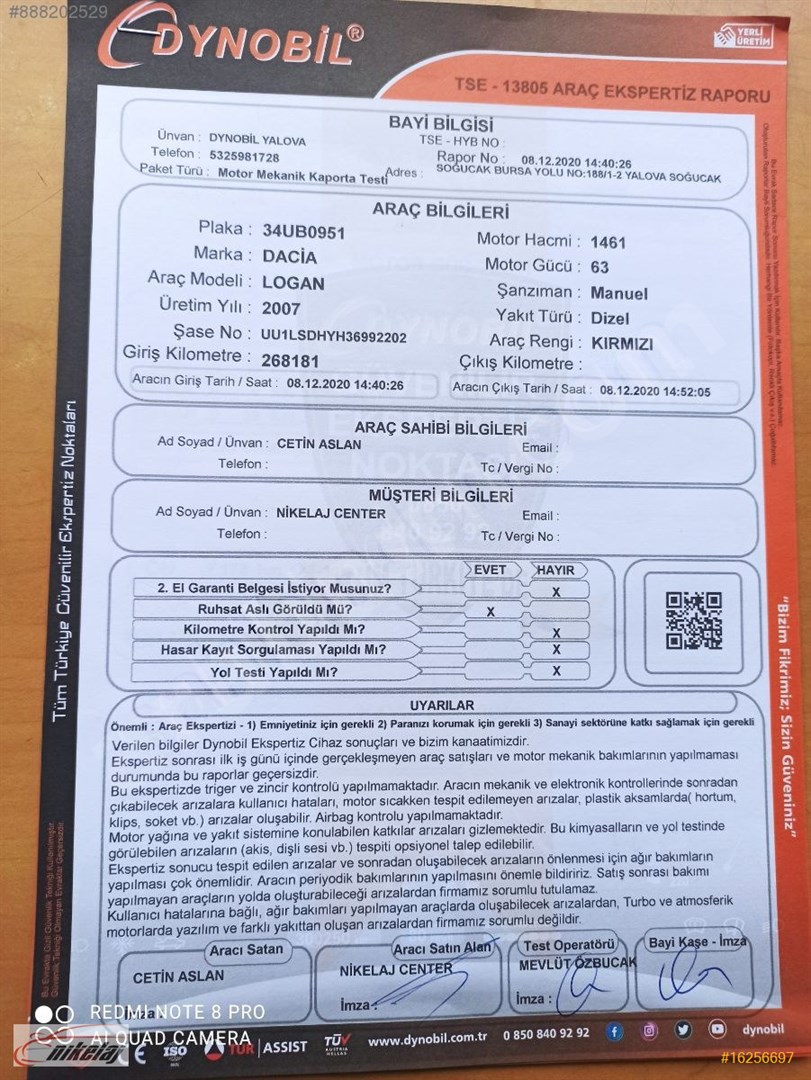 #888202529
DYNOBİL®
YERLİ ÜRETİM
TSE - 13805 ARAÇ EKSPERTİZ RAPORU
BAYİ BİLGİSİ
Ünvan : DYNOBİL YALOVA
TSE - HYB NO :
Telefon : 5325981728
Rapor No : 08.12.2020 14:40:26
Paket Türü : Motor Mekanik Kaporta Testi
Adres : SOĞUCAK BURSA YOLU NO:188/1-2 YALOVA SOĞUCAK
ARAÇ BİLGİLERİ
Plaka : 34UB0951
Motor Hacmi : 1461
Marka : DACİA
Motor Gücü : 63
Araç Modeli : LOGAN
Şanzıman : Manuel
Üretim Yılı : 2007
Yakıt Türü : Dizel
Şase No : UU1LSDHYH36992202
Araç Rengi : KIRMIZI
Giriş Kilometre : 268181
Çıkış Kilometre :
Aracın Giriş Tarih / Saat : 08.12.2020 14:40:26
Aracın Çıkış Tarih / Saat : 08.12.2020 14:52:05
ARAÇ SAHİBİ BİLGİLERİ
Ad Soyad / Ünvan : CETİN ASLAN
Email :
Telefon :
Tc / Vergi No :
MÜŞTERİ BİLGİLERİ
Ad Soyad / Ünvan : NİKELAJ CENTER
Email :
Telefon :
Tc / Vergi No :
EVET HAYIR
2. El Garanti Belgesi İstiyor Musunuz? X
Ruhsat Aslı Görüldü Mü? X
Kilometre Kontrol Yapıldı Mı? X
Hasar Kayıt Sorgulaması Yapıldı Mı? X
Yol Testi Yapıldı Mı? X
UYARILAR
Önemli : Araç Ekspertizi - 1) Emniyetiniz için gerekli 2) Paranızı korumak için gerekli 3) Sanayi sektörüne katkı sağlamak için gerekli
Verilen bilgiler Dynobil Ekspertiz Cihaz sonuçları ve bizim kanaatimizdir.
Ekspertiz sonrası ilk iş günü içinde gerçekleşmeyen araç satışları ve motor mekanik bakımlarının yapılmaması
durumunda bu raporlar geçersizdir.
Bu ekspertizde triger ve zincir kontrolü yapılmamaktadır. Aracın mekanik ve elektronik kontrollerinde sonradan
çıkabilecek arızalara kullanıcı hataları, motor sıcakken tespit edilemeyen arızalar, plastik aksamlarda( hortum,
klips, soket vb.) arızalar oluşabilir. Airbag kontrolu yapılmamaktadır.
Motor yağına ve yakıt sistemine konulabilen katkılar arızaları gizlemektedir. Bu kimyasalların ve yol testinde
görülebilen arızaların (akis, dişli sesi vb.) tespiti opsiyonel talep edilebilir.
Ekspertiz sonucu tespit edilen arızalar ve sonradan oluşabilecek arızaların önlenmesi için ağır bakımların
yapılması çok önemlidir. Aracın periyodik bakımlarının yapılmasını önemle bildiririz. Satış sonrası bakımı
yapılmayan araçların yolda oluşturabileceği arızalardan firmamız sorumlu tutulamaz.
Kullanıcı hatalarına bağlı, ağır bakımları yapılmayan araçlarda oluşabilecek arızalardan, Turbo ve atmosferik
motorlarda yazılım ve farklı yakıttan oluşan arızalardan firmamız sorumlu değildir.
Aracı Satan
Aracı Satın Alan
Test Operatörü
Bayi Kaşe - İmza
CETİN ASLAN
NİKELAJ CENTER
MEVLÜT ÖZBUCAK
İmza :
İmza :
Tüm Türkiye Güvenilir Ekspertiz Noktaları
"Bizim Fikrimiz; Sizin Güveniniz"
REDMI NOTE 8 PRO
AI QUAD CAMERA
nikelaj
CE ISO TUR ASSIST TÜV AUSTRIA HELLAS
www.dynobil.com.tr 0 850 840 92 92 dynobil
#16256697